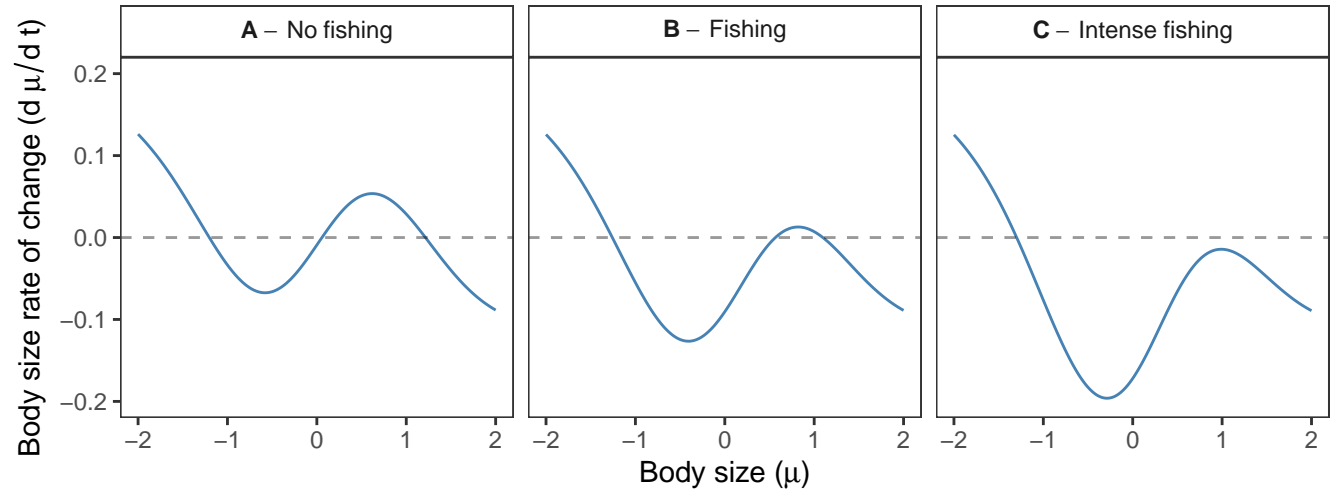 A – No fishing
B – Fishing
C – Intense fishing
Body size rate of change (d μ/d t)
0.2
0.1
0.0
−0.1
−0.2
−2 −1 0 1 2
−2 −1 0 1 2
−2 −1 0 1 2
Body size (μ)